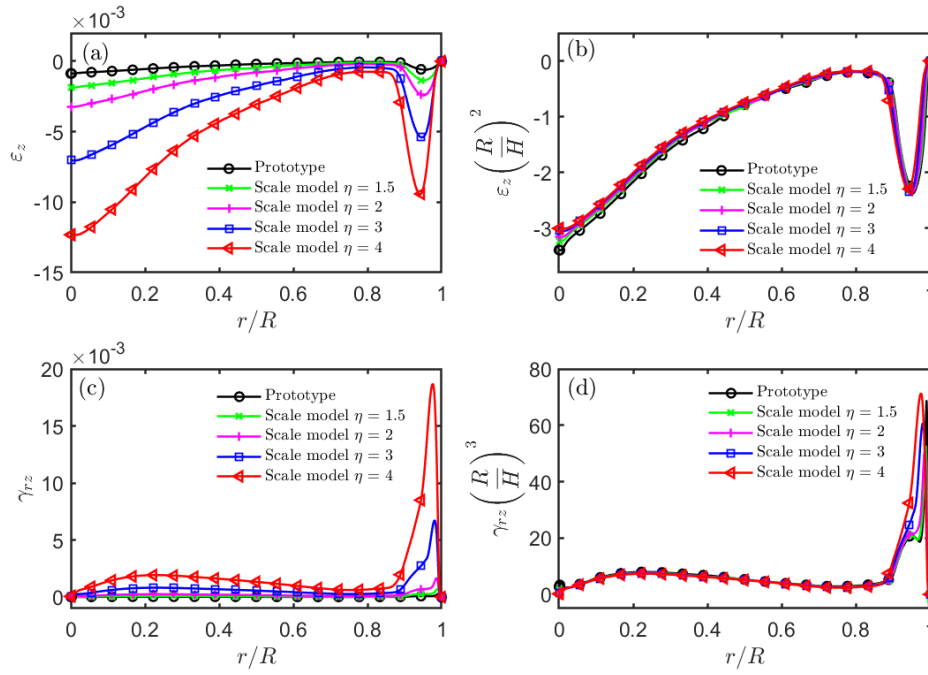 ×10⁻³
(a)
0
-5
-10
-15
ε_z
Prototype
Scale model η = 1.5
Scale model η = 2
Scale model η = 3
Scale model η = 4
0 0.2 0.4 0.6 0.8 1
r/R
(b)
0
-1
-2
-3
ε_z (R/H)²
Prototype
Scale model η = 1.5
Scale model η = 2
Scale model η = 3
Scale model η = 4
0 0.2 0.4 0.6 0.8 1
r/R
×10⁻³
(c)
20
15
10
5
0
γ_rz
Prototype
Scale model η = 1.5
Scale model η = 2
Scale model η = 3
Scale model η = 4
0 0.2 0.4 0.6 0.8 1
r/R
(d)
80
60
40
20
0
γ_rz (R/H)³
Prototype
Scale model η = 1.5
Scale model η = 2
Scale model η = 3
Scale model η = 4
0 0.2 0.4 0.6 0.8 1
r/R